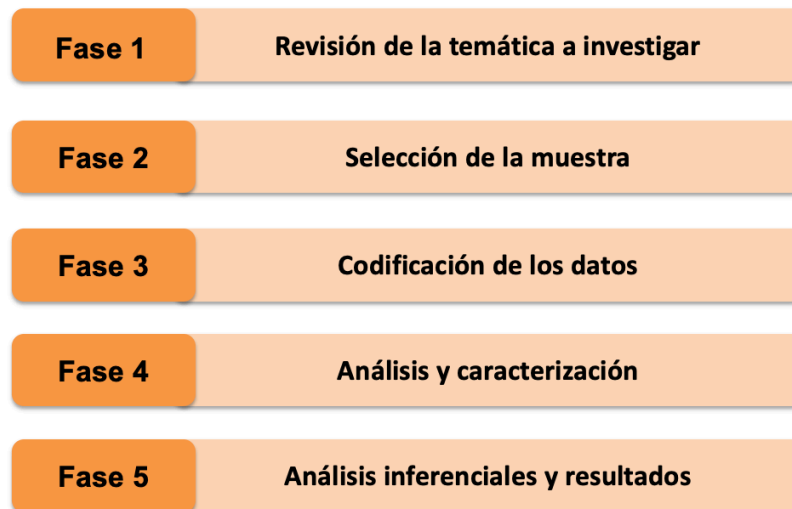 Fase 1 Revisión de la temática a investigar
Fase 2 Selección de la muestra
Fase 3 Codificación de los datos
Fase 4 Análisis y caracterización
Fase 5 Análisis inferenciales y resultados